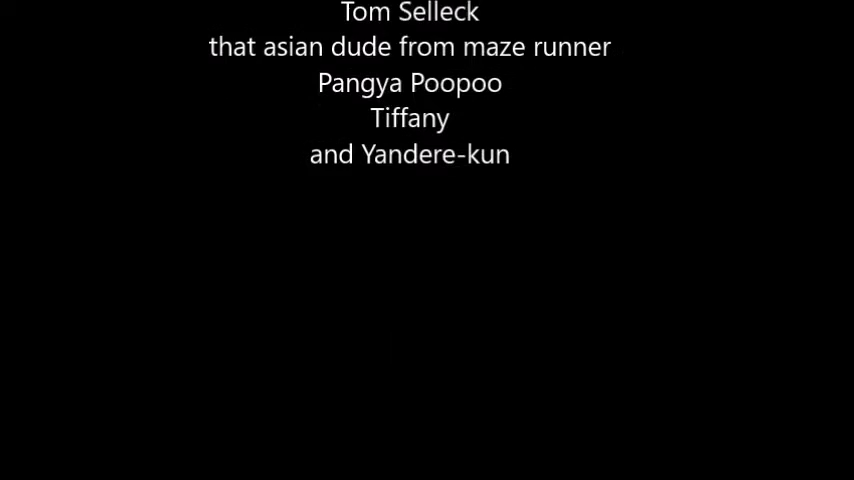 Tom Selleck
that asian dude from maze runner
Pangya Poopoo
Tiffany
and Yandere-kun